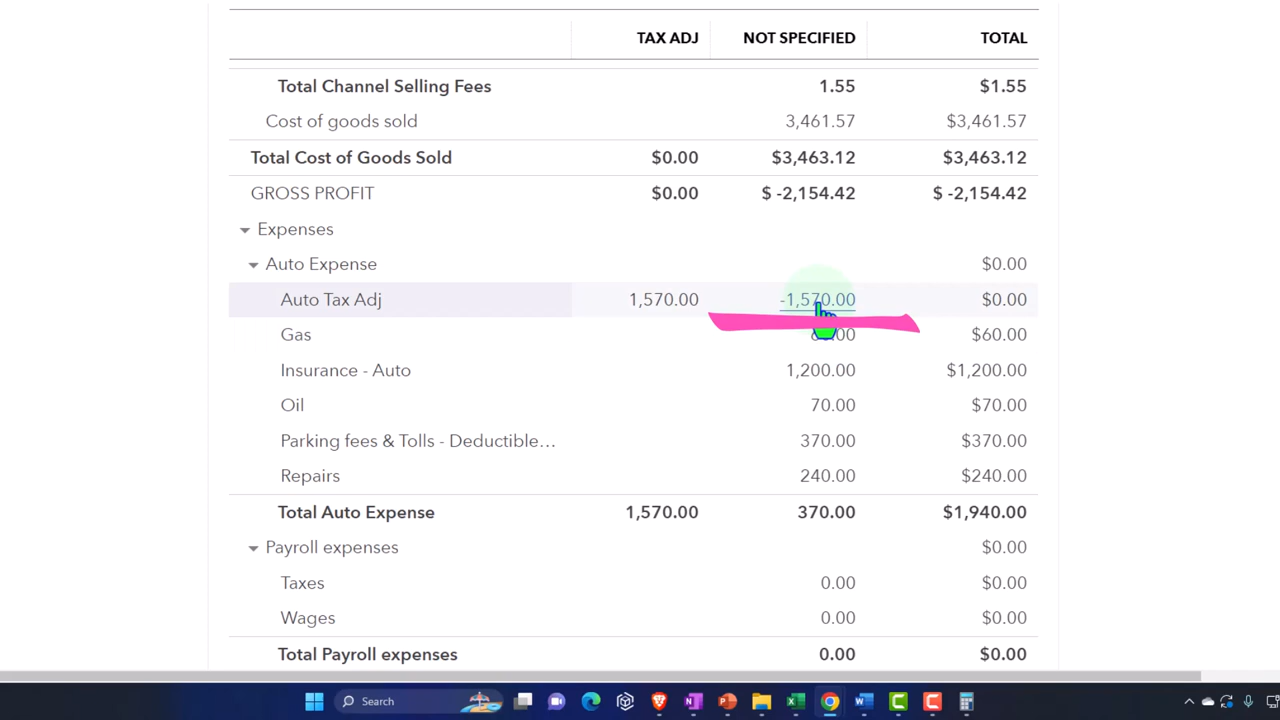 TAX ADJ NOT SPECIFIED TOTAL
Total Channel Selling Fees 1.55 $1.55
Cost of goods sold 3,461.57 $3,461.57
Total Cost of Goods Sold $0.00 $3,463.12 $3,463.12
GROSS PROFIT $0.00 $ -2,154.42 $ -2,154.42
Expenses
Auto Expense $0.00
Auto Tax Adj 1,570.00 -1,570.00 $0.00
Gas $60.00
Insurance - Auto 1,200.00 $1,200.00
Oil 70.00 $70.00
Parking fees & Tolls - Deductible… 370.00 $370.00
Repairs 240.00 $240.00
Total Auto Expense 1,570.00 370.00 $1,940.00
Payroll expenses $0.00
Taxes 0.00 $0.00
Wages 0.00 $0.00
Total Payroll expenses 0.00 $0.00
Search